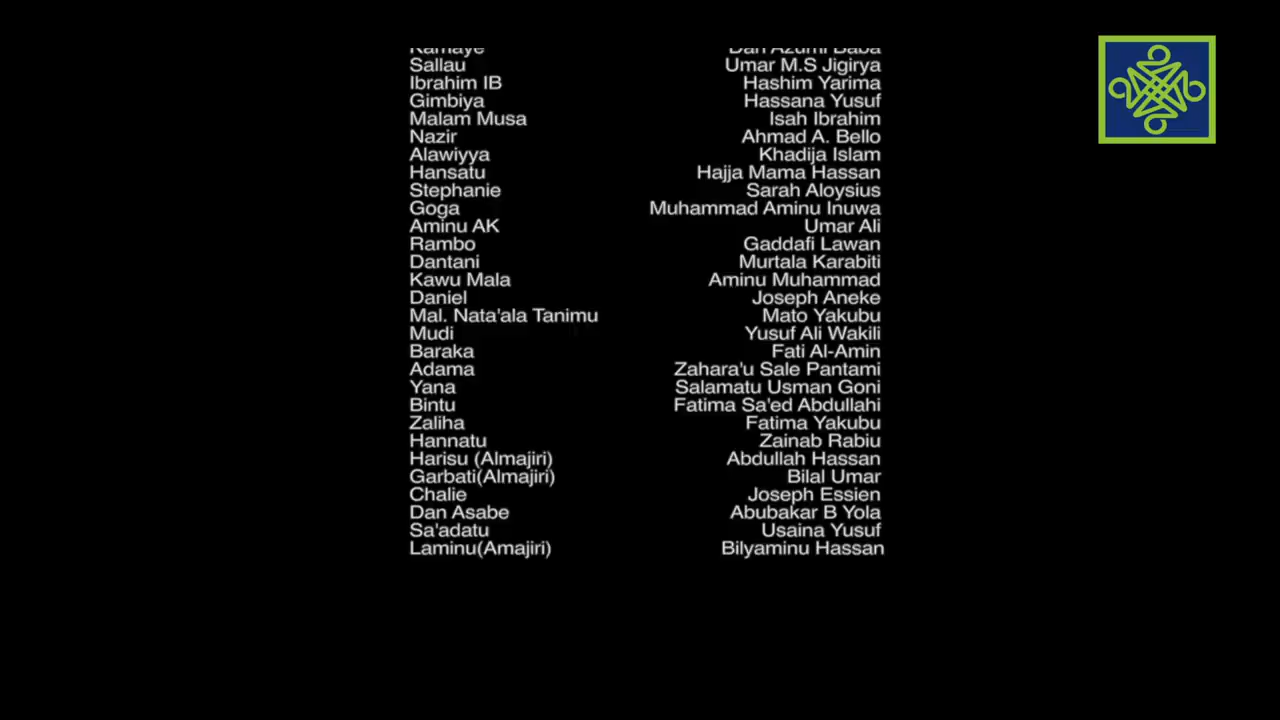 Kamaye Dan Azumi Baba
Sallau Umar M.S Jigirya
Ibrahim IB Hashim Yarima
Gimbiya Hassana Yusuf
Malam Musa Isah Ibrahim
Nazir Ahmad A. Bello
Alawiyya Khadija Islam
Hansatu Hajja Mama Hassan
Stephanie Sarah Aloysius
Goga Muhammad Aminu Inuwa
Aminu AK Umar Ali
Rambo Gaddafi Lawan
Dantani Murtala Karabiti
Kawu Mala Aminu Muhammad
Daniel Joseph Aneke
Mal. Nata'ala Tanimu Mato Yakubu
Mudi Yusuf Ali Wakili
Baraka Fati Al-Amin
Adama Zahara'u Sale Pantami
Yana Salamatu Usman Goni
Bintu Fatima Sa'ed Abdullahi
Zaliha Fatima Yakubu
Hannatu Zainab Rabiu
Harisu (Almajiri) Abdullah Hassan
Garbati(Almajiri) Bilal Umar
Chalie Joseph Essien
Dan Asabe Abubakar B Yola
Sa'adatu Usaina Yusuf
Laminu(Amajiri) Bilyaminu Hassan